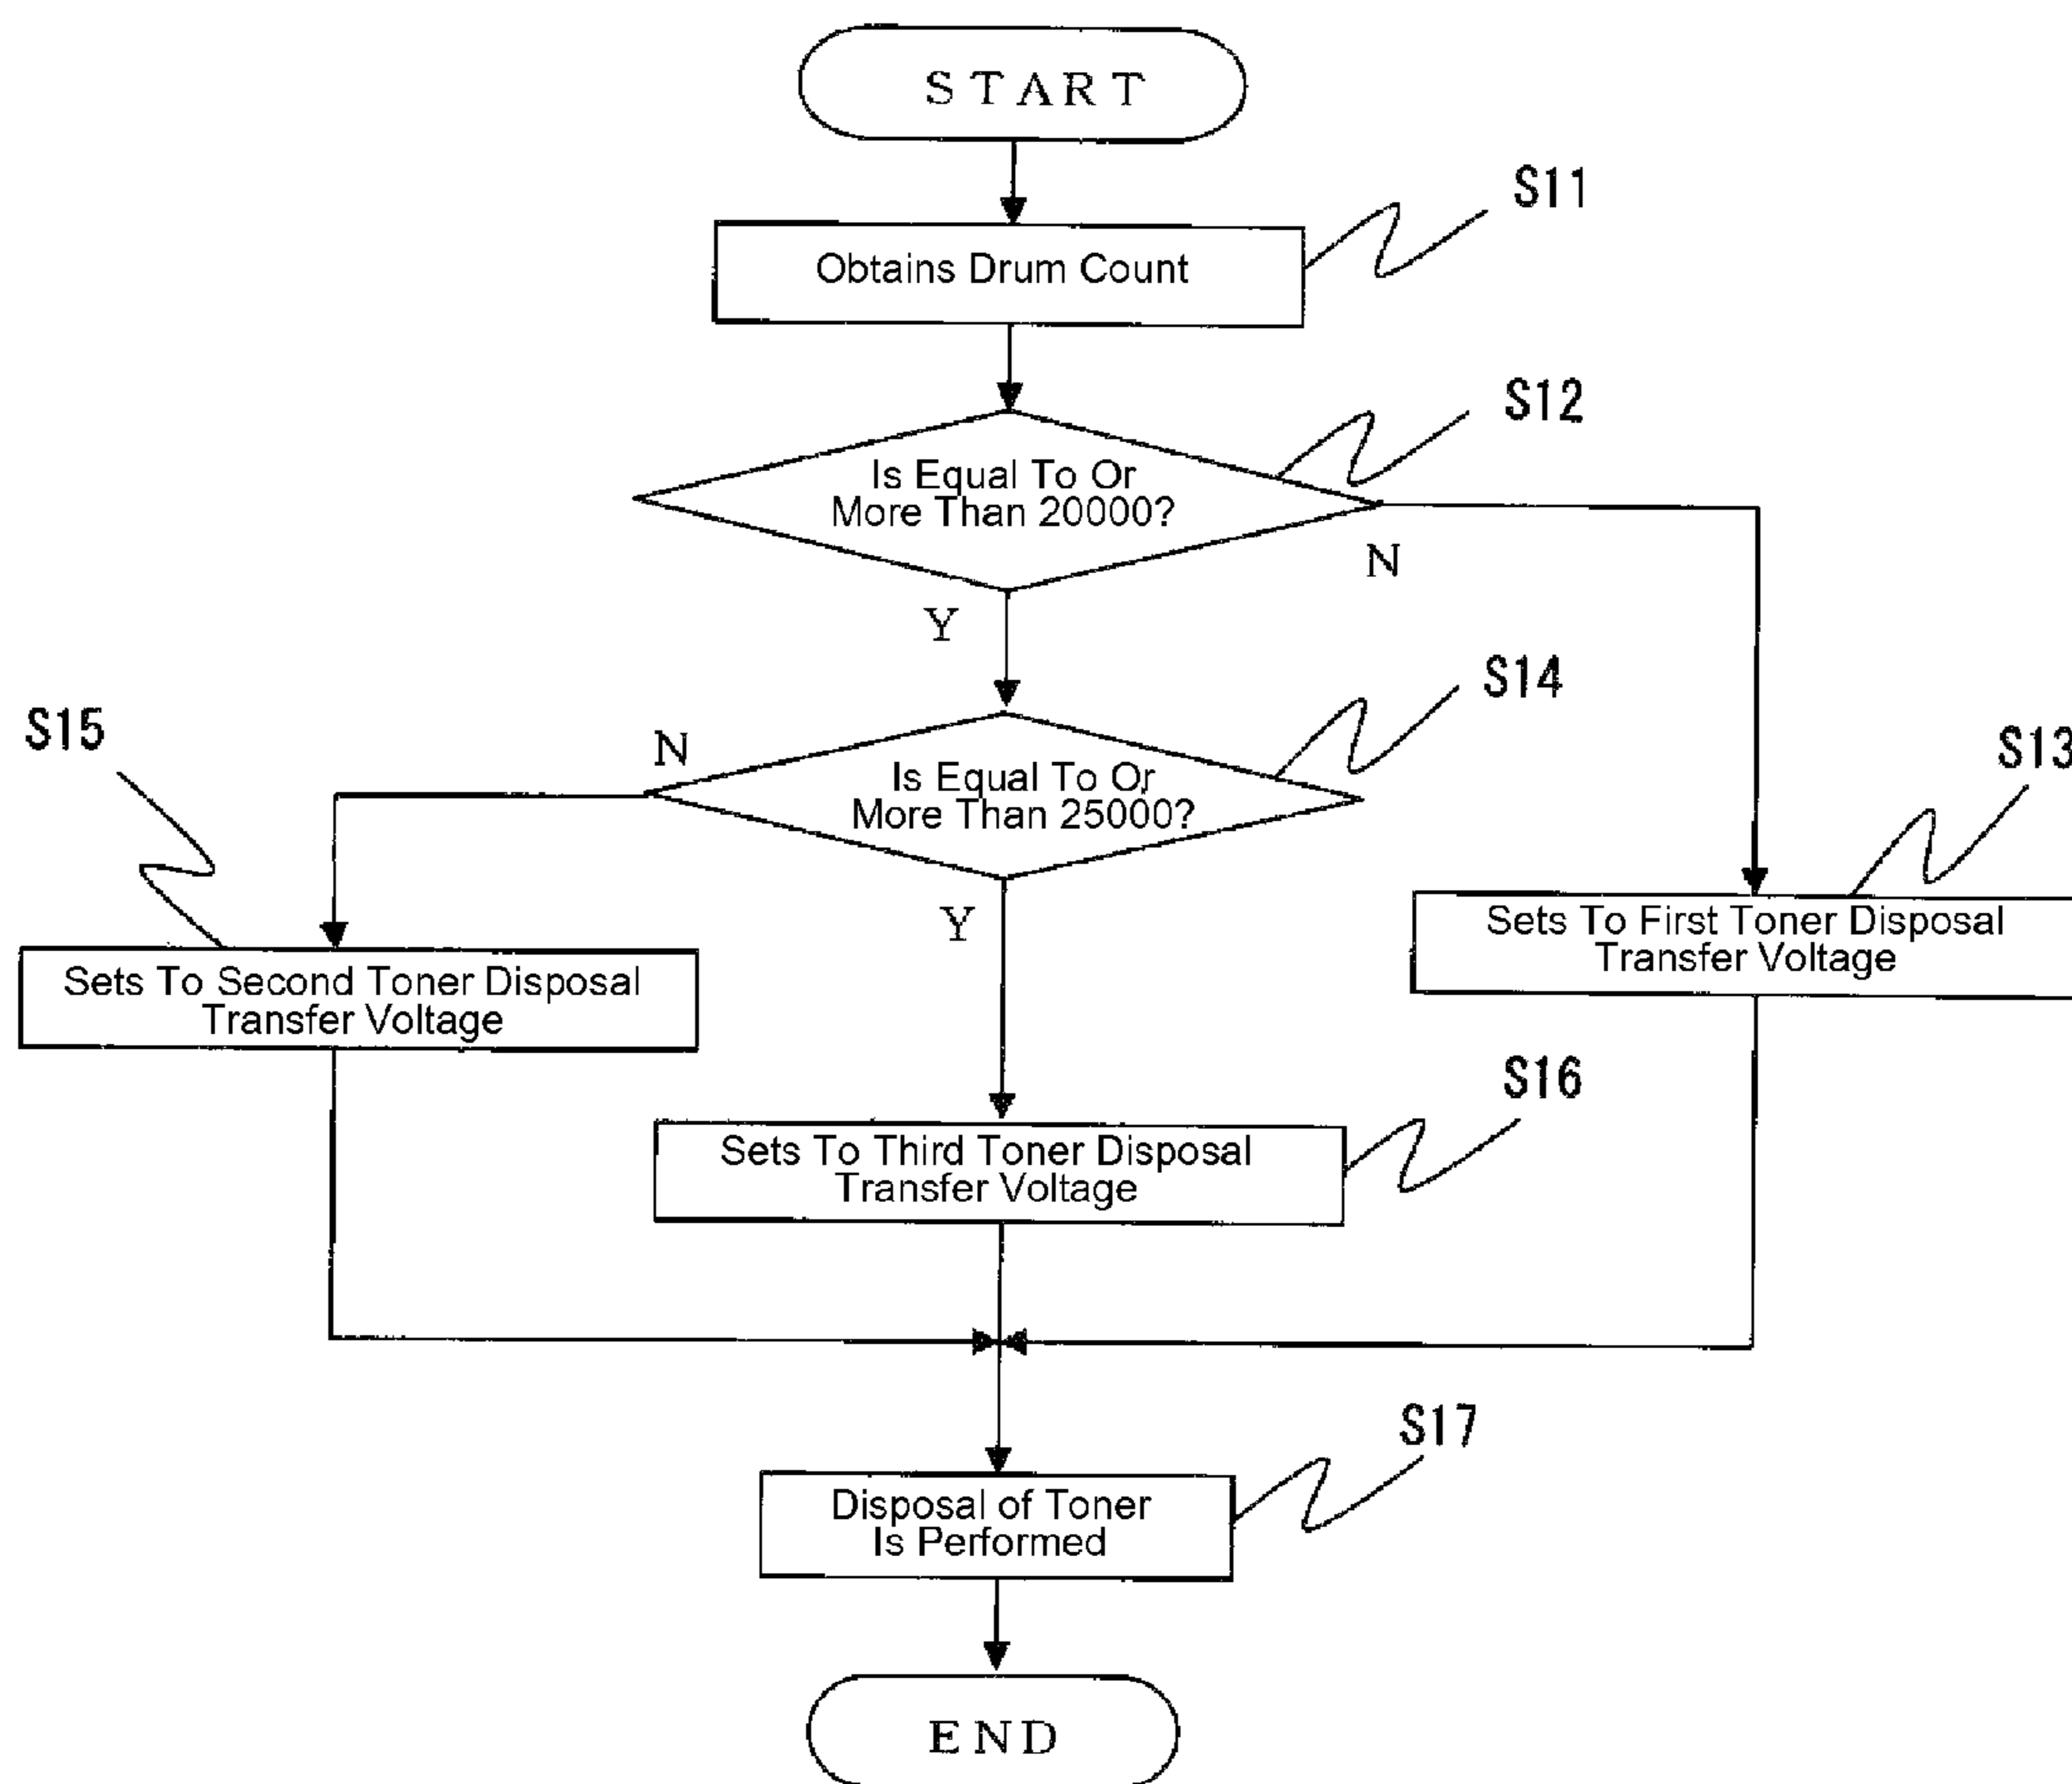 START
S11
Obtains Drum Count
S12
Is Equal To Or
More Than 20000?
N
Y
S14
S15
N
S13
Is Equal To Or
More Than 25000?
Y
Sets To First Toner Disposal
Transfer Voltage
Sets To Second Toner Disposal
Transfer Voltage
S16
Sets To Third Toner Disposal
Transfer Voltage
S17
Disposal of Toner
Is Performed
END